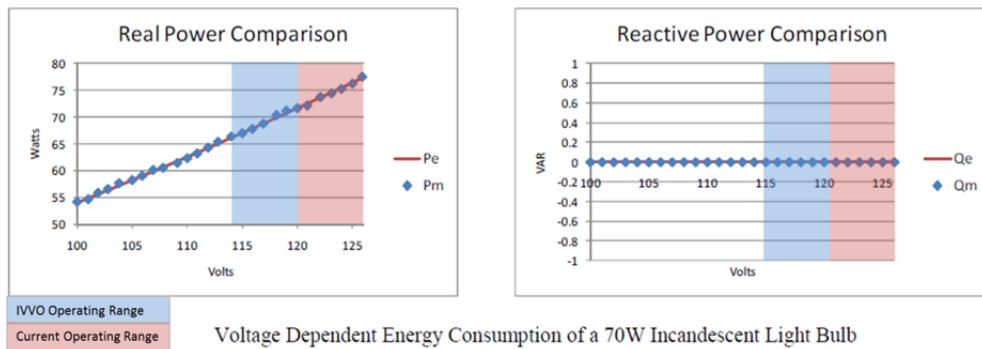 Real Power Comparison
80
75
70
65
60
55
50
Watts
100 105 110 115 120 125
Volts
Pe
Pm
Reactive Power Comparison
1
0.8
0.6
0.4
0.2
0
-0.2
-0.4
-0.6
-0.8
-1
VAR
100 105 110 115 120 125
Volts
Qe
Qm
IVVO Operating Range
Current Operating Range
Voltage Dependent Energy Consumption of a 70W Incandescent Light Bulb